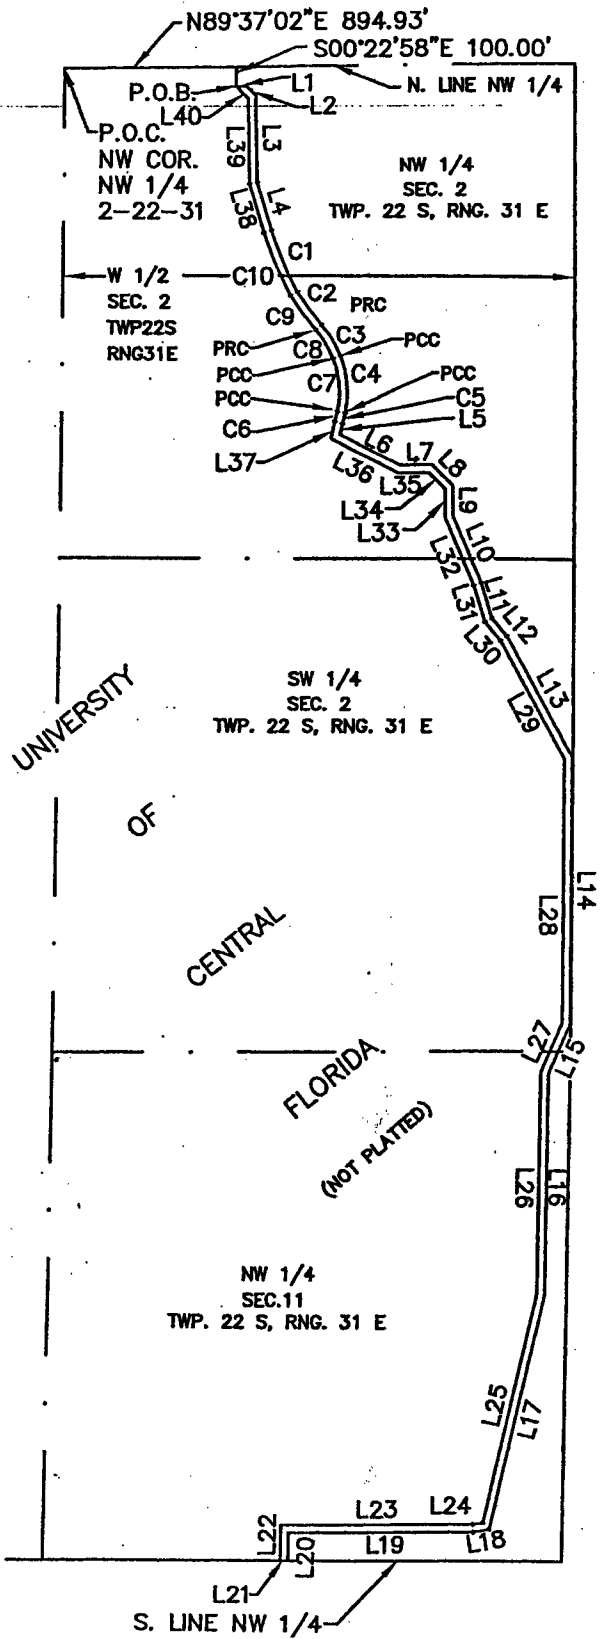 N89°37'02"E 894.93'
S00°22'58"E 100.00'
L1
N. LINE NW 1/4
P.O.B.
L2
L40
P.O.C.
NW COR.
NW 1/4
2-22-31
L39
L3
NW 1/4
SEC. 2
TWP. 22 S, RNG. 31 E
L38
L4
C1
W 1/2
SEC. 2
TWP22S
RNG31E
C10
C2
PRC
C9
C3
PRC
C8
PCC
PCC
C7
C4
PCC
PCC
C5
C6
L5
L37
L6
L36
L7
L35
L8
L34
L9
L33
L10
L32
L11
L31
L12
L30
SW 1/4
SEC. 2
TWP. 22 S, RNG. 31 E
L13
L29
UNIVERSITY
OF
CENTRAL
FLORIDA
(NOT PLATTED)
L14
L28
L27
L15
L26
L16
NW 1/4
SEC.11
TWP. 22 S, RNG. 31 E
L25
L17
L23
L24
L22
L20
L19
L18
L21
S. LINE NW 1/4